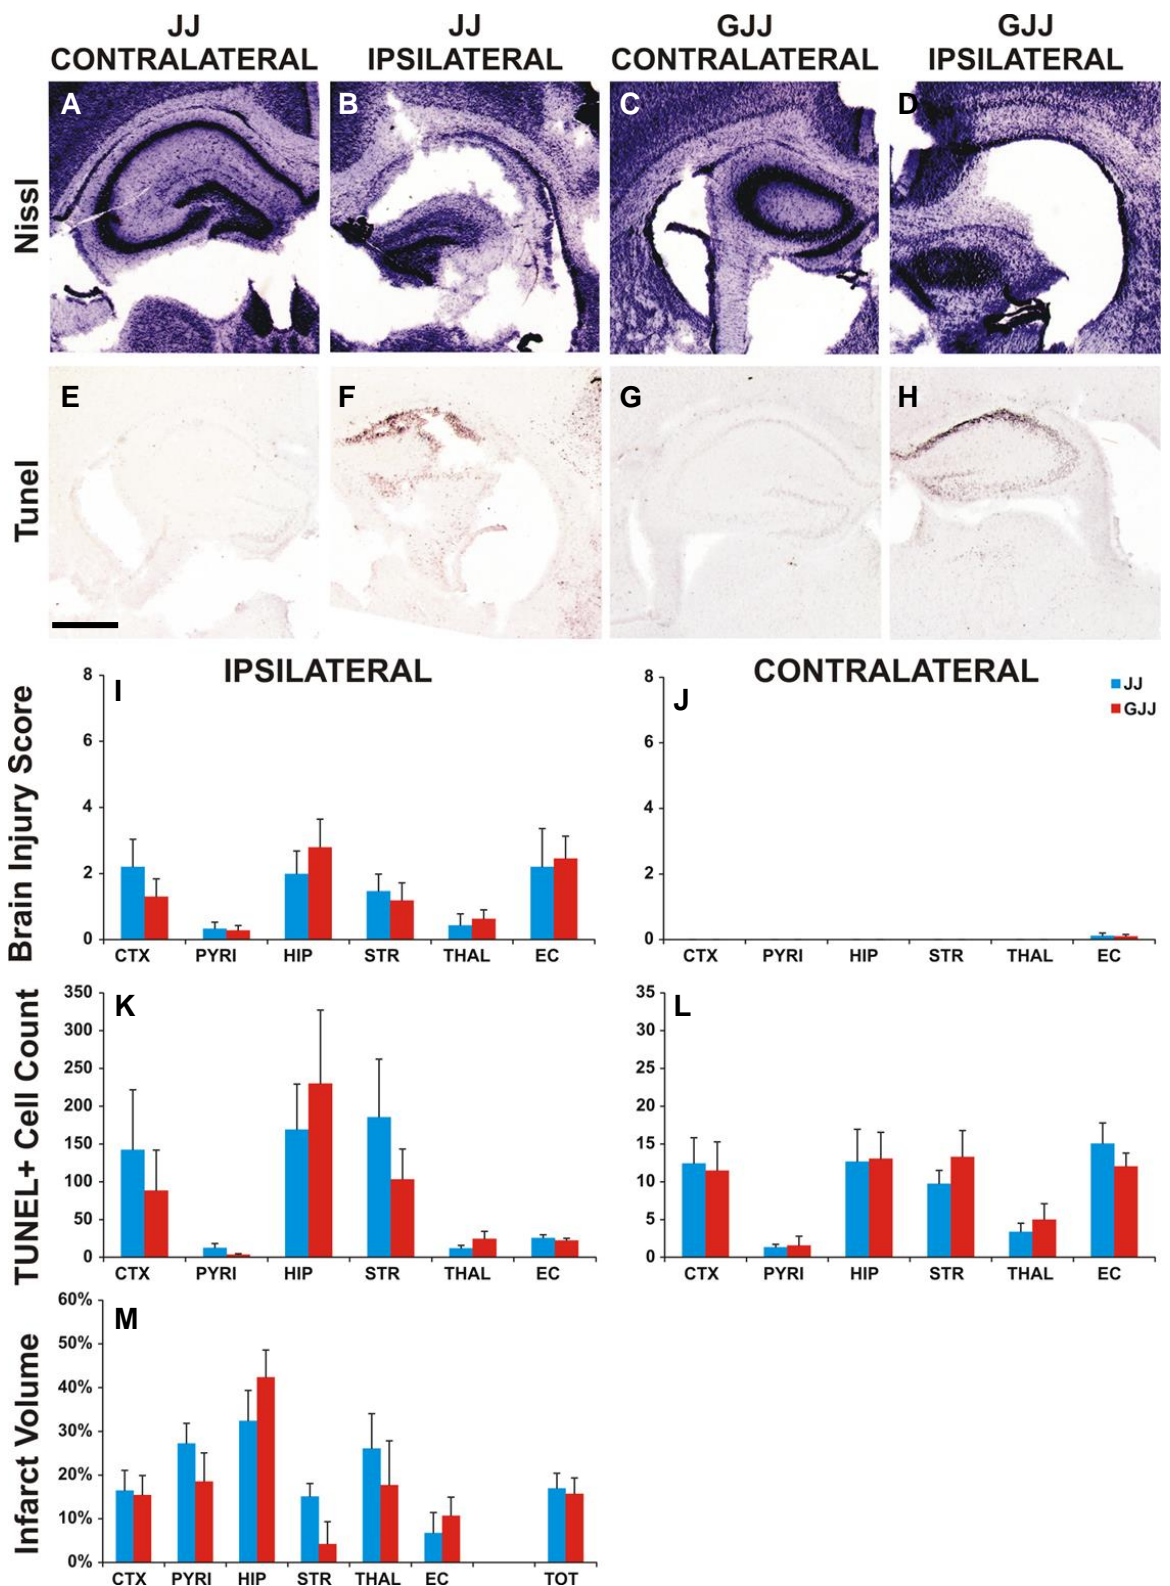 JJ
CONTRALATERAL
JJ
IPSILATERAL
GJJ
CONTRALATERAL
GJJ
IPSILATERAL
Nissl
A
B
C
D
Tunel
E
F
G
H
IPSILATERAL
CONTRALATERAL
Brain Injury Score
I
8
6
4
2
0
CTX PYRI HIP STR THAL EC
J
JJ
GJJ
8
6
4
2
0
CTX PYRI HIP STR THAL EC
TUNEL+ Cell Count
K
350
300
250
200
150
100
50
0
CTX PYRI HIP STR THAL EC
L
35
30
25
20
15
10
5
0
CTX PYRI HIP STR THAL EC
Infarct Volume
M
60%
50%
40%
30%
20%
10%
0%
CTX PYRI HIP STR THAL EC TOT